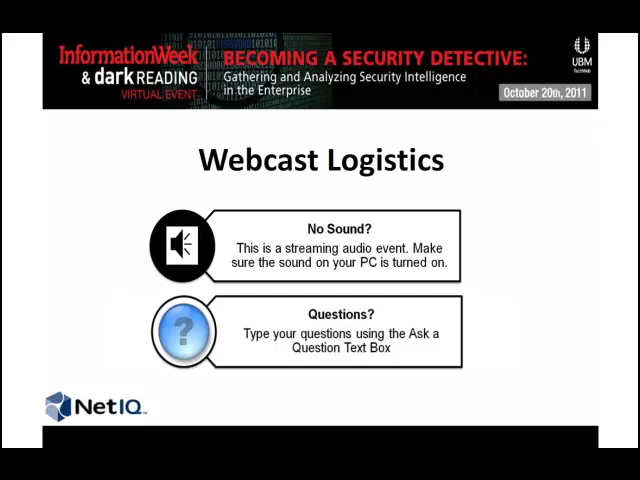 InformationWeek
& darkREADING
VIRTUAL EVENT
BECOMING A SECURITY DETECTIVE:
Gathering and Analyzing Security Intelligence
in the Enterprise
UBM
TechWeb
October 20th, 2011
Webcast Logistics
No Sound?
This is a streaming audio event. Make
sure the sound on your PC is turned on.
?
Questions?
Type your questions using the Ask a
Question Text Box
NetIQ